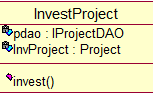 InvestProject
pdao : IProjectDAO
InvProject : Project
invest()